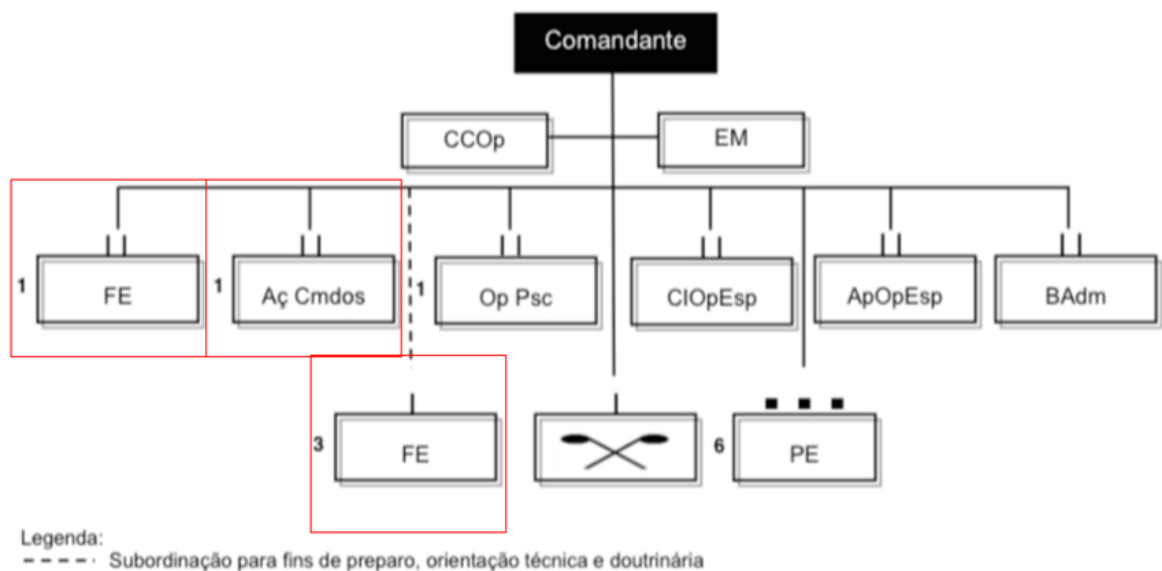 Comandante
CCOp
EM
1
FE
1
Aç Cmdos
1
Op Psc
CIOpEsp
ApOpEsp
BAdm
3
FE
6
PE
Legenda:
Subordinação para fins de preparo, orientação técnica e doutrinária